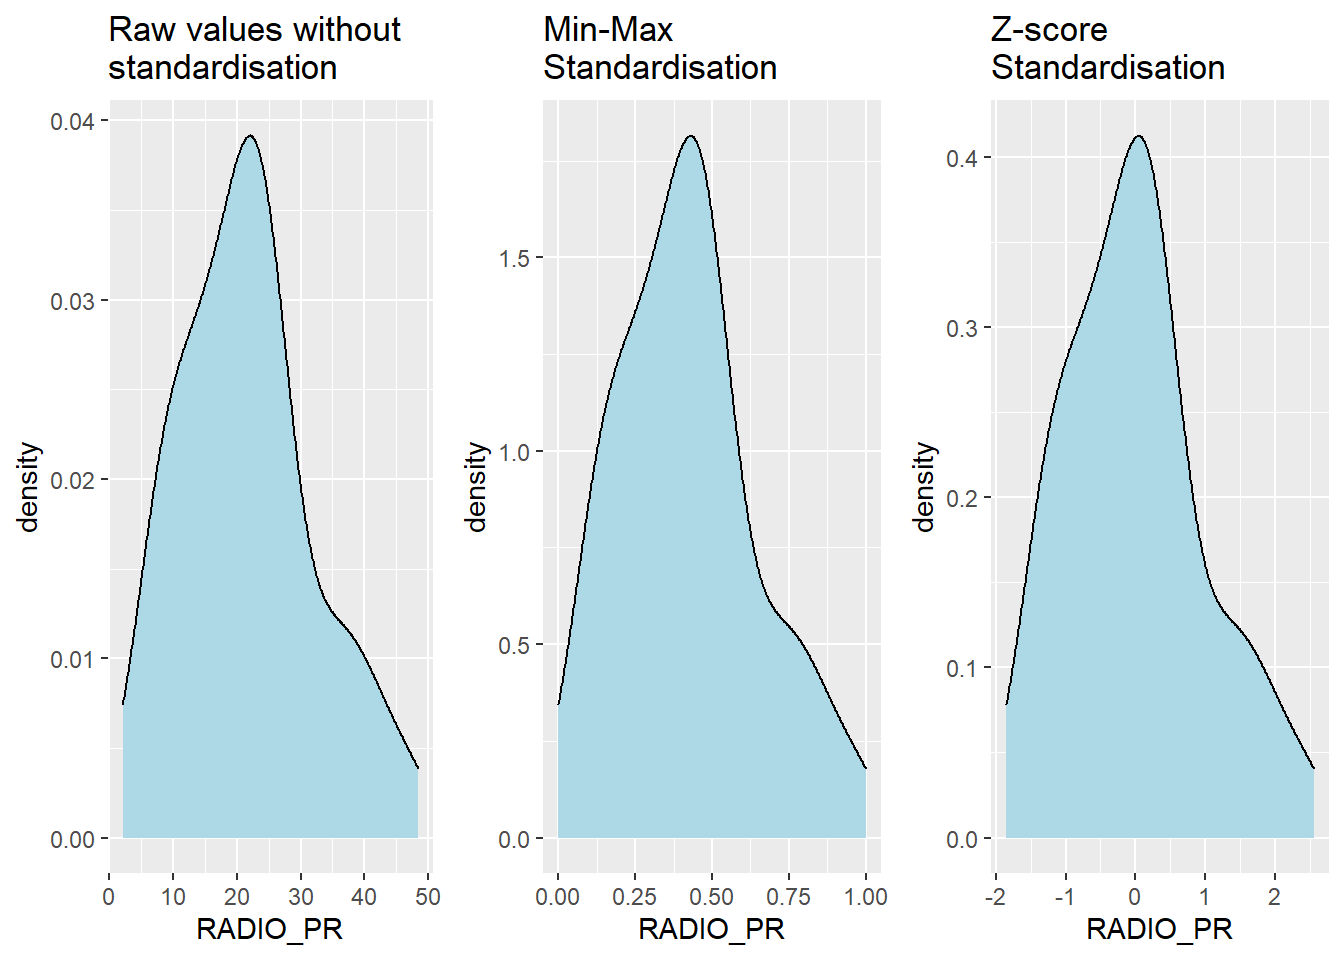 Raw values without
standardisation
0.04
0.03
0.02
0.01
0.00
density
0 10 20 30 40 50
RADIO_PR
Min-Max
Standardisation
1.5
1.0
0.5
0.0
density
0.00 0.25 0.50 0.75 1.00
RADIO_PR
Z-score
Standardisation
0.4
0.3
0.2
0.1
0.0
density
-2 -1 0 1 2
RADIO_PR